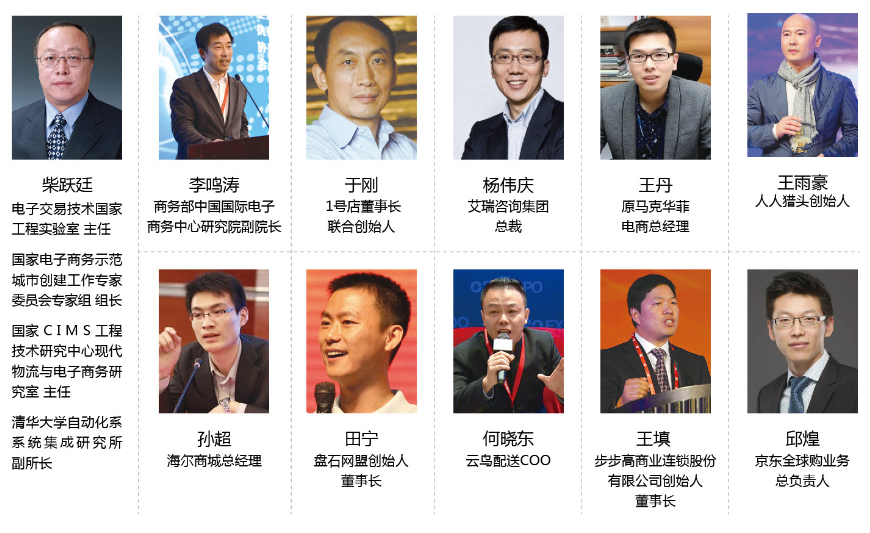 柴跃廷
电子交易技术国家
工程实验室 主任
国家电子商务示范
城市创建工作专家
委员会专家组 组长
国家CIMS工程
技术研究中心现代
物流与电子商务研
究室 主任
清华大学自动化系
系统集成研究所
副所长
李鸣涛
商务部中国国际电子
商务中心研究院副院长
于刚
1号店董事长
联合创始人
杨伟庆
艾瑞咨询集团
总裁
王丹
原马克华菲
电商总经理
王雨豪
人人猎头创始人
孙超
海尔商城总经理
田宁
盘石网盟创始人
董事长
何晓东
云鸟配送COO
王填
步步高商业连锁股份
有限公司创始人
董事长
邱煌
京东全球购业务
总负责人